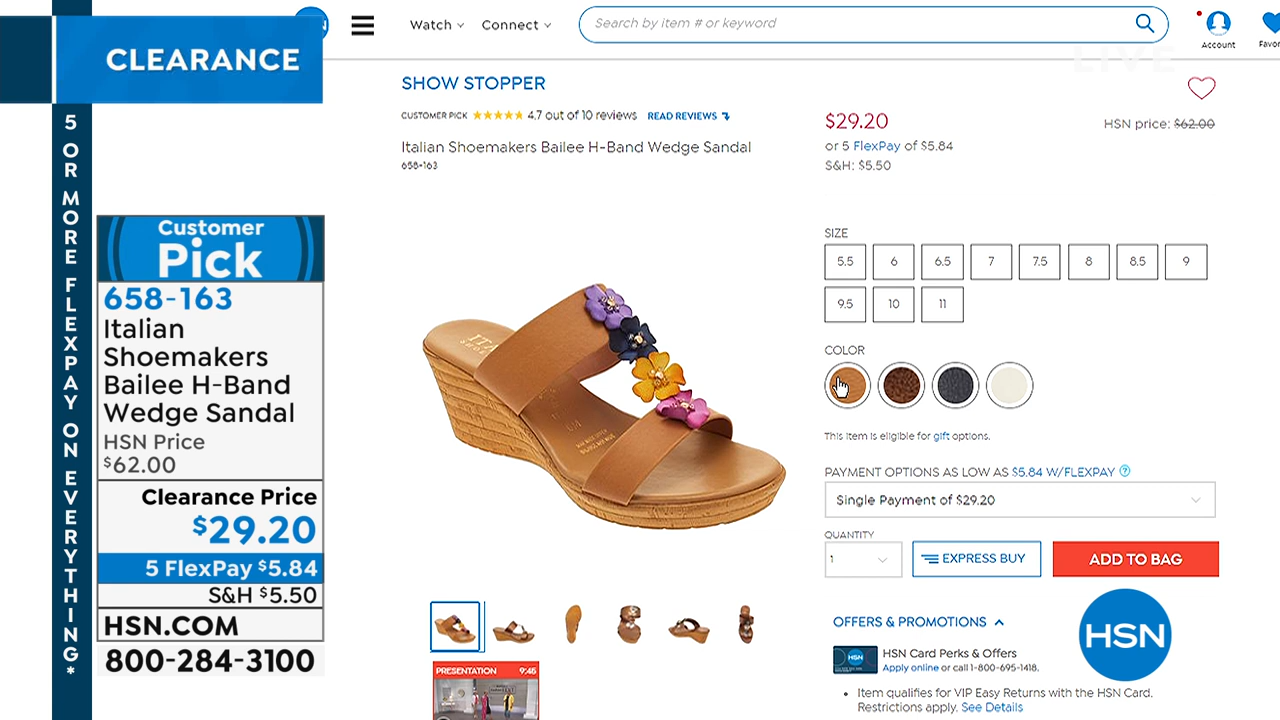 CLEARANCE
5 OR MORE FLEXPAY ON EVERYTHING*
Customer
Pick
658-163
Italian
Shoemakers
Bailee H-Band
Wedge Sandal
HSN Price
$62.00
Clearance Price
$29.20
5 FlexPay $5.84
S&H $5.50
HSN.COM
800-284-3100
Watch
Connect
Search by item # or keyword
Account
LIVE
SHOW STOPPER
CUSTOMER PICK 4.7 out of 10 reviews READ REVIEWS
Italian Shoemakers Bailee H-Band Wedge Sandal
658-163
$29.20
HSN price: $62.00
or 5 FlexPay of $5.84
S&H: $5.50
SIZE
5.5 6 6.5 7 7.5 8 8.5 9
9.5 10 11
COLOR
This item is eligible for gift options.
PAYMENT OPTIONS AS LOW AS $5.84 W/FLEXPAY ?
Single Payment of $29.20
QUANTITY
1
EXPRESS BUY
ADD TO BAG
OFFERS & PROMOTIONS
HSN
HSN Card Perks & Offers
Apply online or call 1-800-695-1418.
HSN
Item qualifies for VIP Easy Returns with the HSN Card.
Restrictions apply. See Details
PRESENTATION 9:45